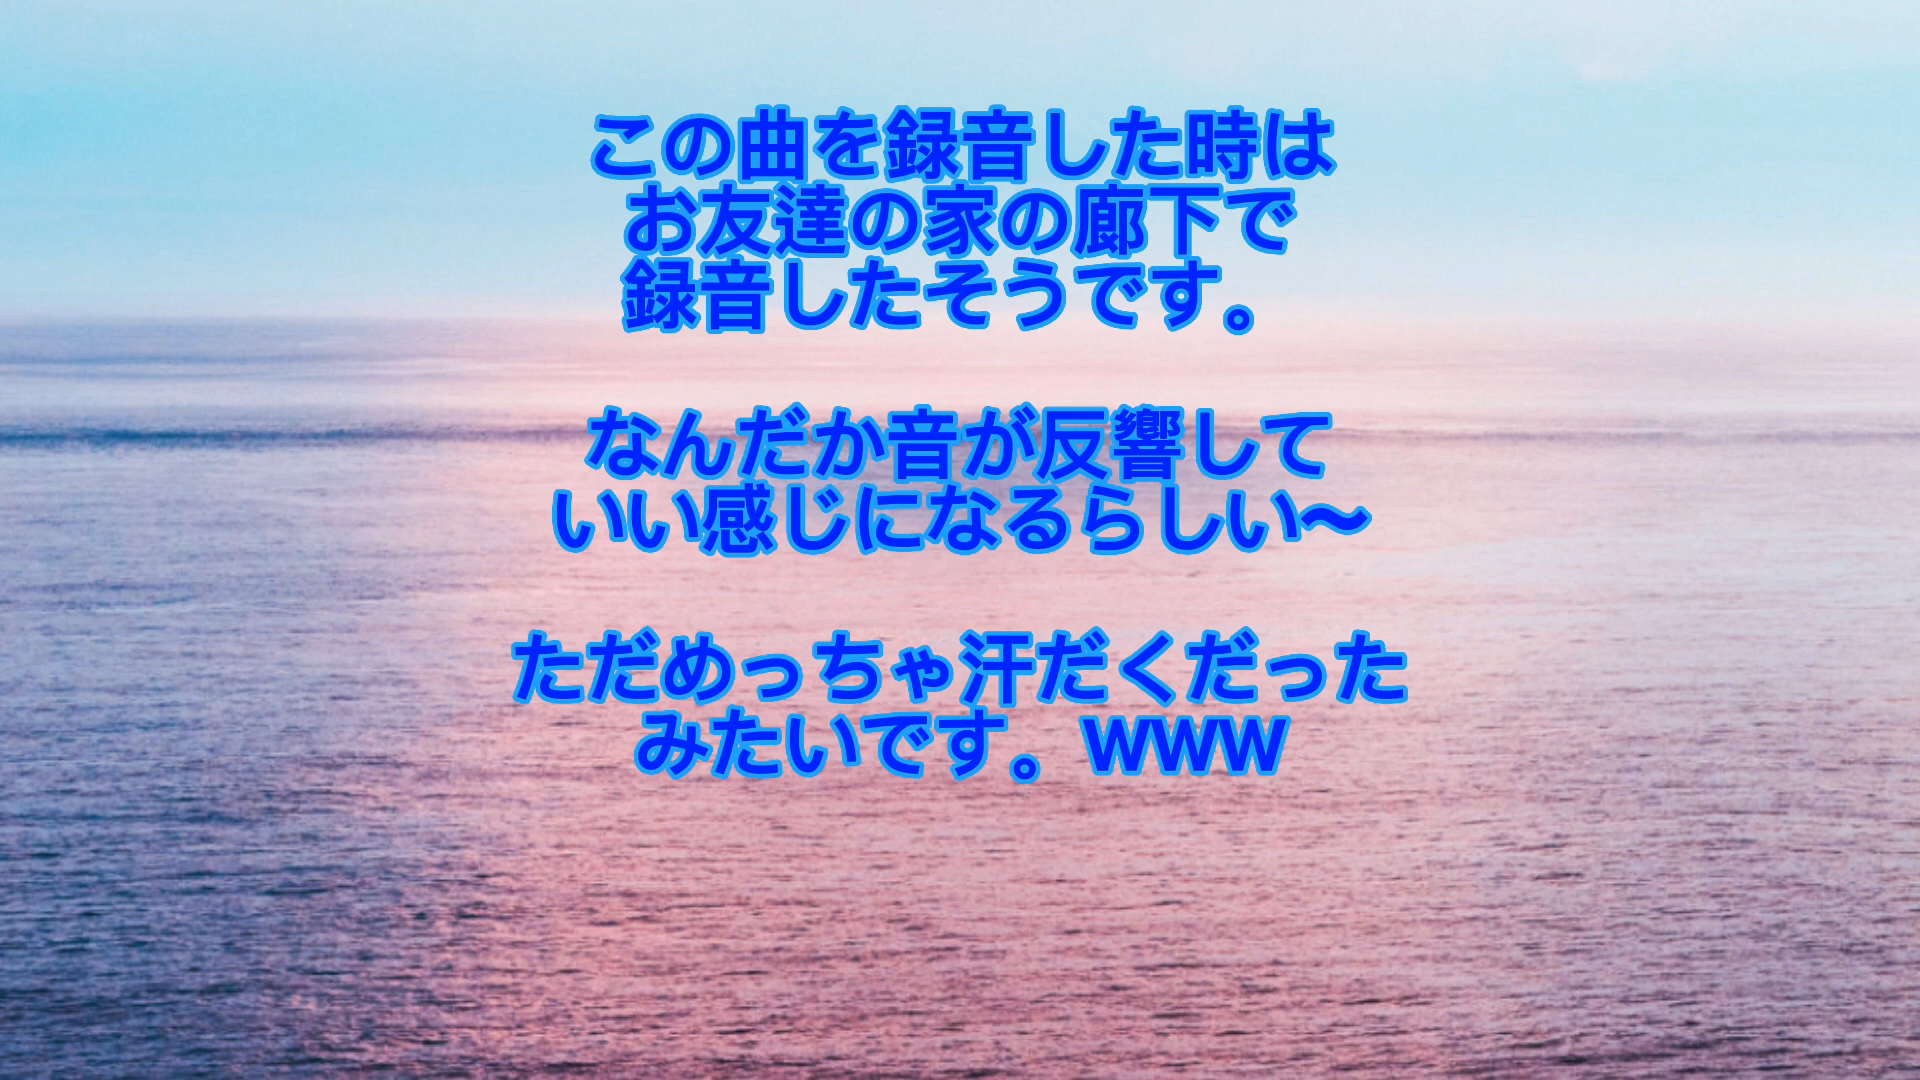 この曲を録音した時は
お友達の家の廊下で
録音したそうです。
なんだか音が反響して
いい感じになるらしい〜
ただめっちゃ汗だくだった
みたいです。WWW